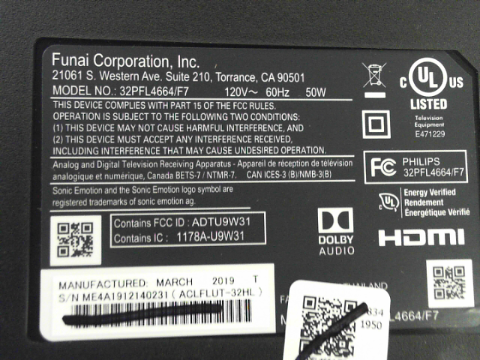 Funai Corporation, Inc.
21061 S. Western Ave. Suite 210, Torrance, CA 90501
MODEL NO.: 32PFL4664/F7 120V~ 60Hz 50W
THIS DEVICE COMPLIES WITH PART 15 OF THE FCC RULES.
OPERATION IS SUBJECT TO THE FOLLOWING TWO CONDITIONS:
(1) THIS DEVICE MAY NOT CAUSE HARMFUL INTERFERENCE, AND
(2) THIS DEVICE MUST ACCEPT ANY INTERFERENCE RECEIVED,
INCLUDING INTERFERENCE THAT MAY CAUSE UNDESIRED OPERATION.
Analog and Digital Television Receiving Apparatus - Appareil de réception de télévision
analogique et numérique, Canada BETS-7 / NTMR-7. CAN ICES-3 (B)/NMB-3(B)
Sonic Emotion and the Sonic Emotion logo symbol are
registered trademarks of sonic emotion ag.
Contains FCC ID : ADTU9W31
Contains IC : 1178A-U9W31
C UL US
LISTED
Television
Equipment
E471229
FC PHILIPS
32PFL4664/F7
UL
Energy Verified
Rendement
Énergétique Vérifié
DOLBY
AUDIO
HDMI
MANUFACTURED: MARCH 2019 T
S/N ME4A1912140231 (ACLFLUT-32HL)
834
1950
PFL4664/F7